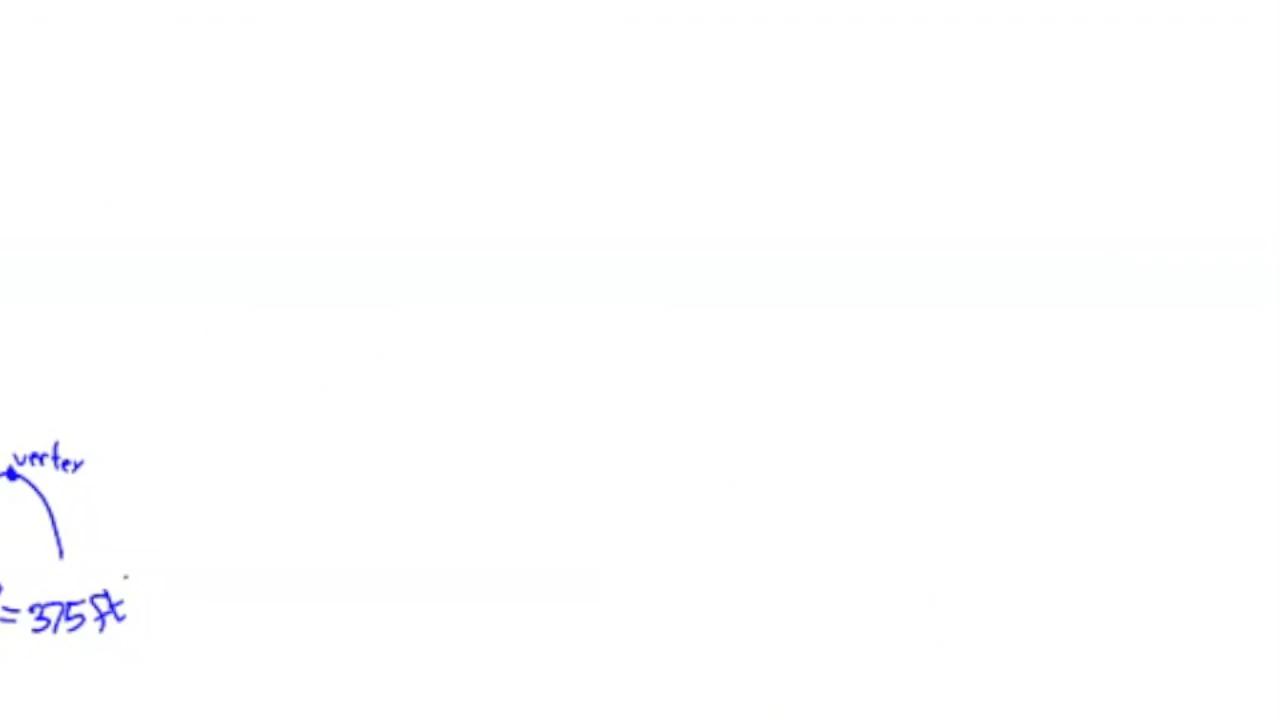 vertex
= 375 ft